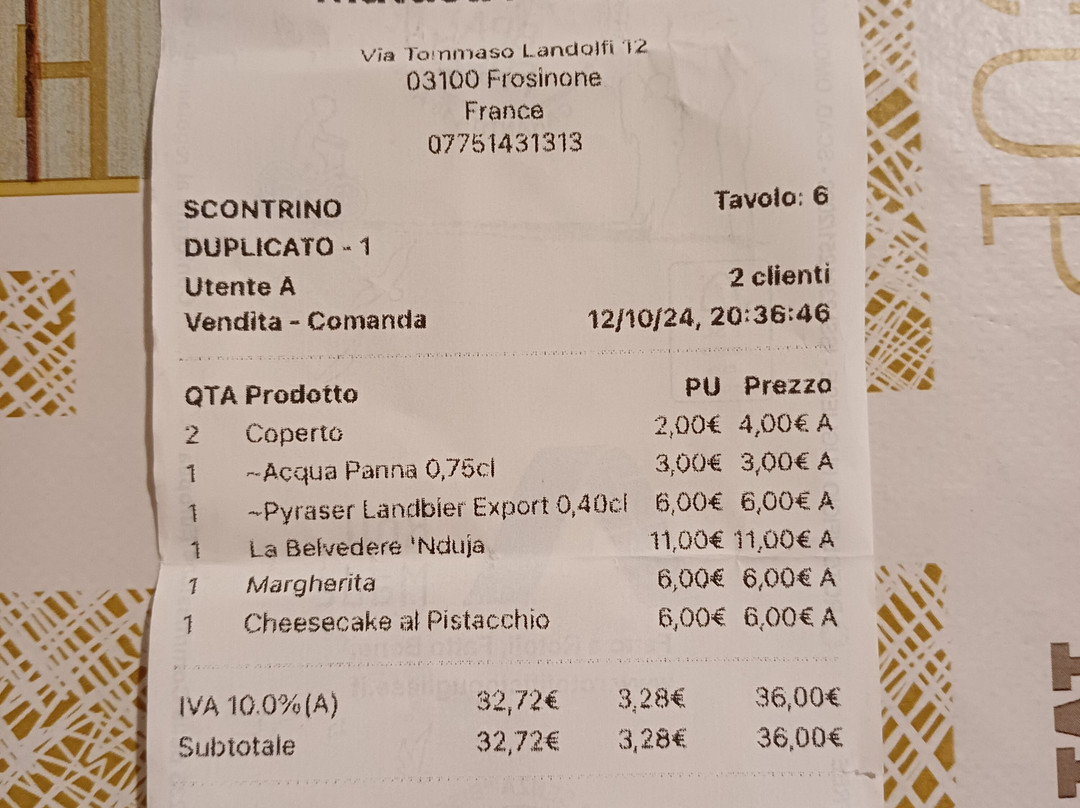 Via Tommaso Landolfi 12
03100 Frosinone
France
07751431313
SCONTRINO Tavolo: 6
DUPLICATO - 1
Utente A 2 clienti
Vendita - Comanda 12/10/24, 20:36:46
QTA Prodotto PU Prezzo
2 Coperto 2,00€ 4,00€ A
1 ~Acqua Panna 0,75cl 3,00€ 3,00€ A
1 ~Pyraser Landbier Export 0,40cl 6,00€ 6,00€ A
1 La Belvedere 'Nduja 11,00€ 11,00€ A
1 Margherita 6,00€ 6,00€ A
1 Cheesecake al Pistacchio 6,00€ 6,00€ A
IVA 10.0% (A) 32,72€ 3,28€ 36,00€
Subtotale 32,72€ 3,28€ 36,00€